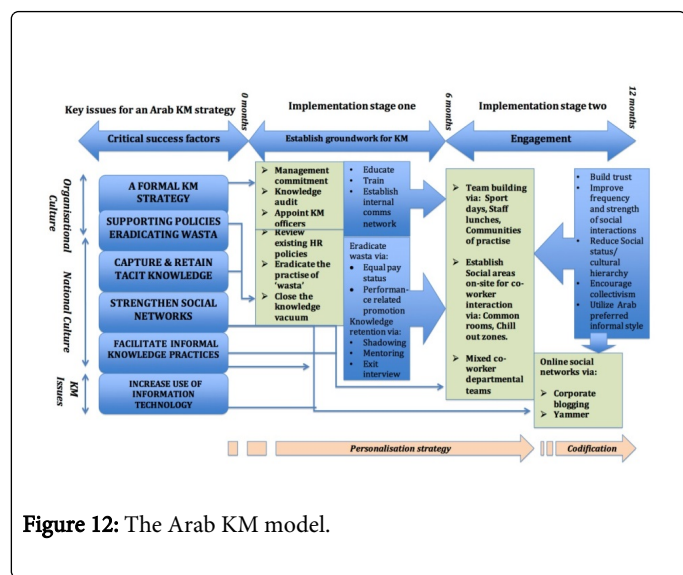 0 months
6 months
12 months
Key issues for an Arab KM strategy
Implementation stage one
Implementation stage two
Critical success factors
Establish groundwork for KM
Engagement
Organisational
Culture
National Culture
KM
Issues
A FORMAL KM
STRATEGY
SUPPORTING POLICIES
ERADICATING WASTA
CAPTURE & RETAIN
TACIT KNOWLEDGE
STRENGTHEN SOCIAL
NETWORKS
FACILITATE INFORMAL
KNOWLEDGE PRACTICES
INCREASE USE OF
INFORMATION
TECHNOLOGY
➢ Management
commitment
➢ Knowledge
audit
➢ Appoint KM
officers
➢ Review
existing HR
policies
➢ Eradicate the
practise of
‘wasta’
➢ Close the
knowledge
vacuum
• Educate
• Train
• Establish
internal
comms
network
Eradicate
wasta via:
• Equal pay
status
• Performan-
ce related
promotion
Knowledge
retention via:
• Shadowing
• Mentoring
• Exit
interview
➢ Team building
via: Sport
days, Staff
lunches,
Communities
of practise
➢ Establish
Social areas
on-site for co-
worker
interaction
via: Common
rooms, Chill
out zones.
➢ Mixed co-
worker
departmental
teams
• Build trust
• Improve
frequency
and strength
of social
interactions
• Reduce Social
status/
cultural
hierarchy
• Encourage
collectivism
• Utilize Arab
preferred
informal style
Online social
networks via:
➢ Corporate
blogging
➢ Yammer
Personalisation strategy
Codification
Figure 12: The Arab KM model.